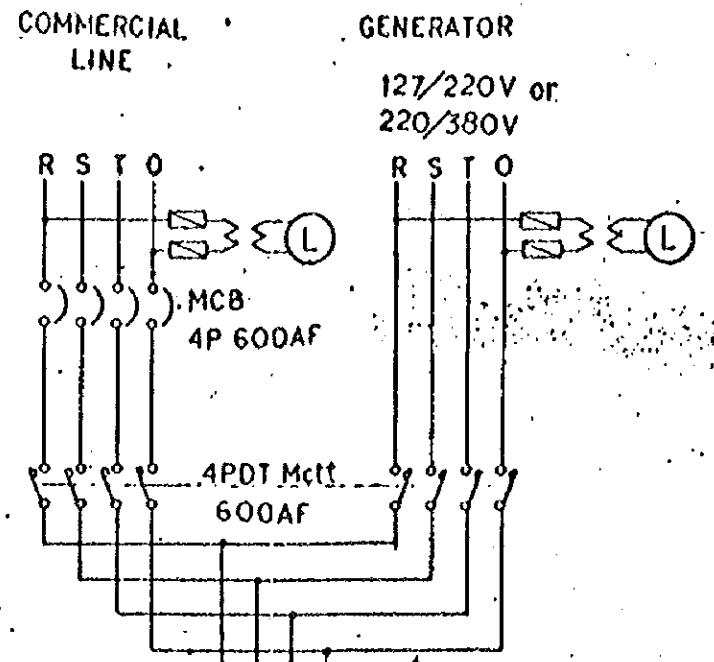 COMMERCIAL
LINE
GENERATOR
127/220V or
220/380V
R S T O
R S T O
L
L
MCB
4P 600AF
4PDT Mctt
600AF